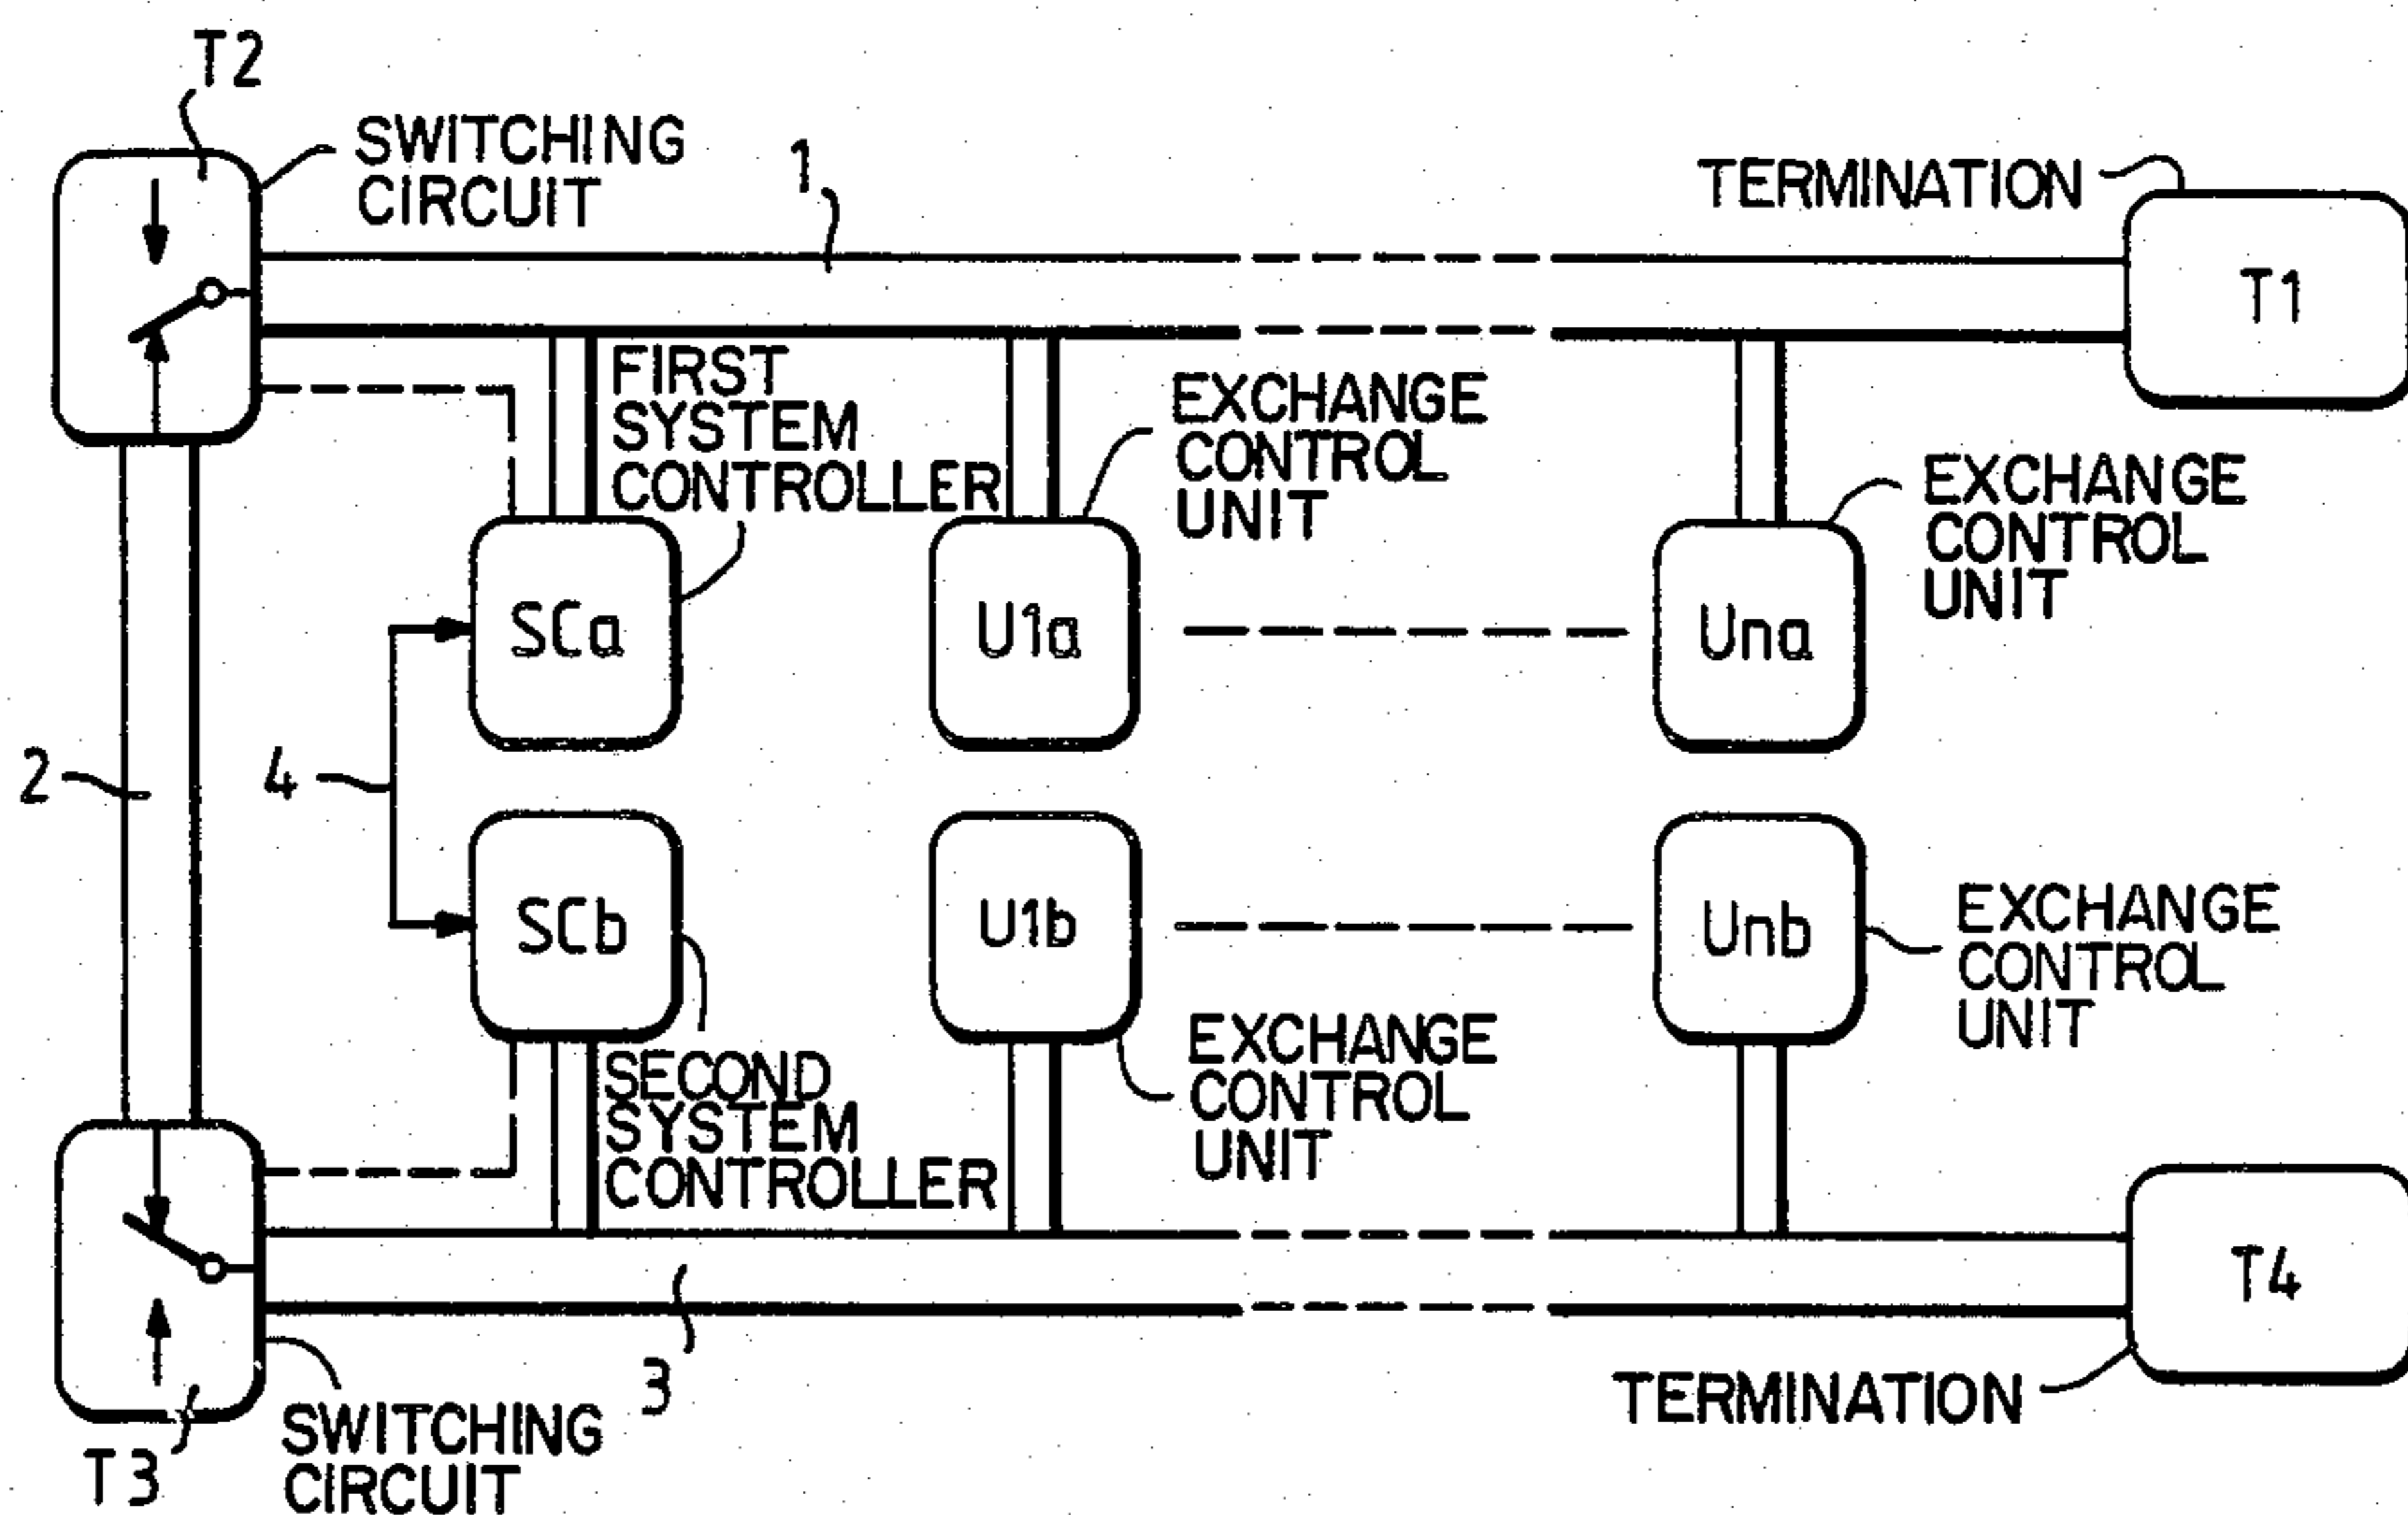 T2
SWITCHING
CIRCUIT
1
TERMINATION
T1
FIRST
SYSTEM
CONTROLLER
EXCHANGE
CONTROL
UNIT
EXCHANGE
CONTROL
UNIT
SCa
U1a
Una
2
4
SCb
U1b
Unb
EXCHANGE
CONTROL
UNIT
SECOND
SYSTEM
CONTROLLER
EXCHANGE
CONTROL
UNIT
T4
3
TERMINATION
T3
SWITCHING
CIRCUIT